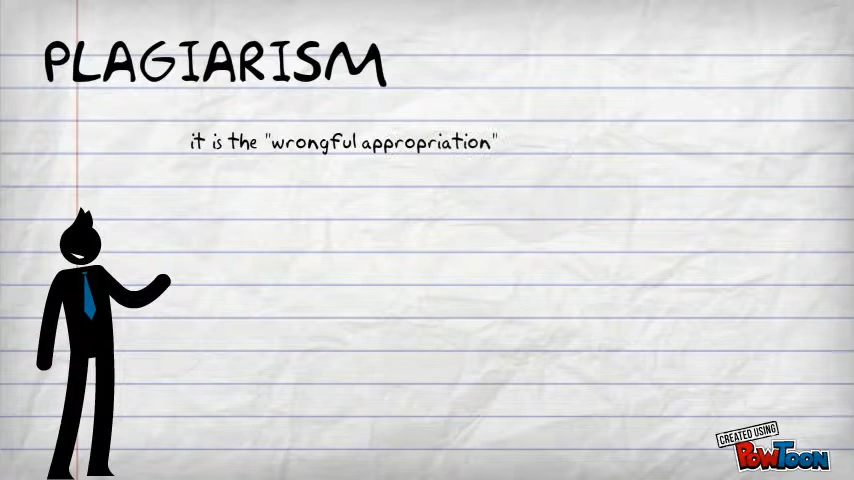 PLAGIARISM
it is the "wrongful appropriation"
CREATED USING
POWTOON